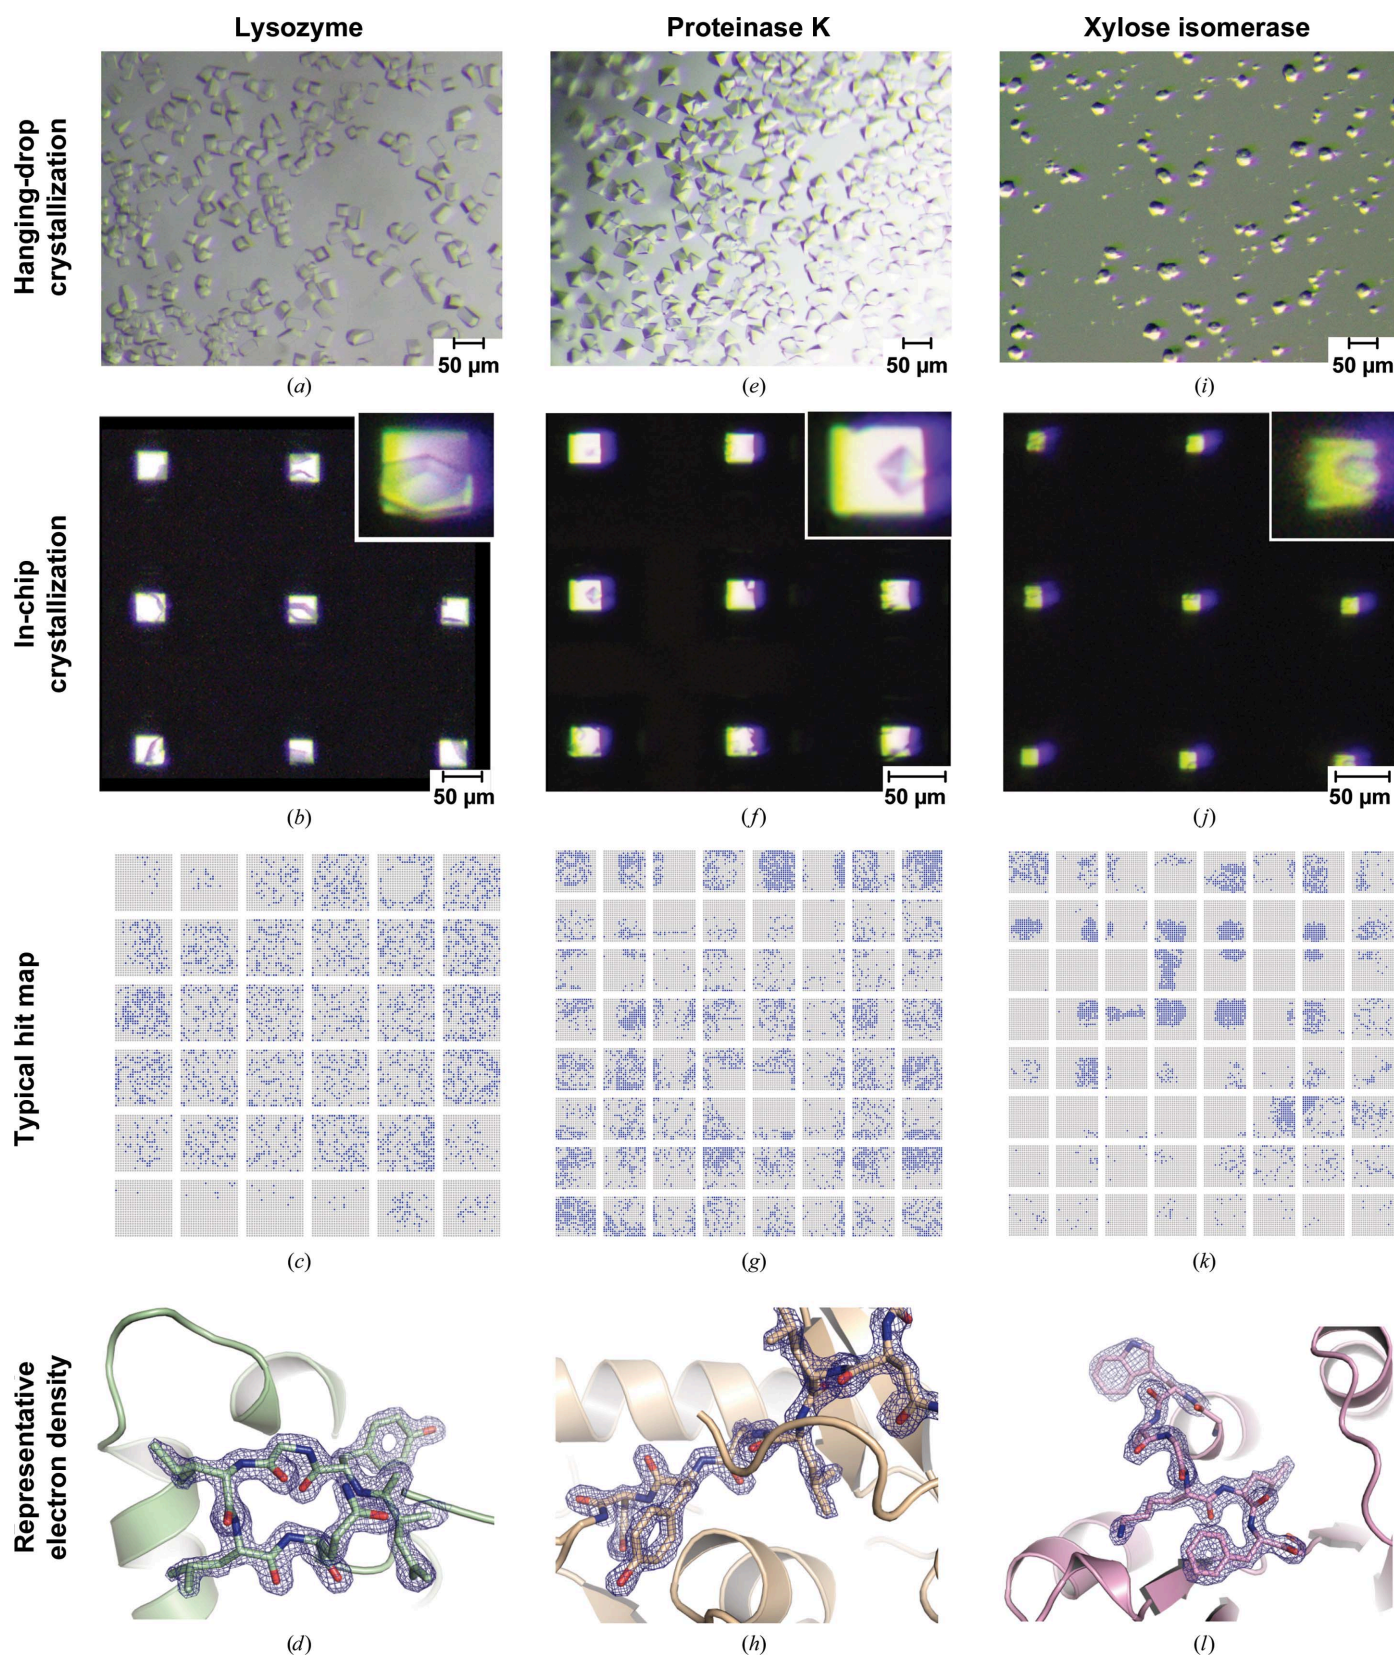 Lysozyme
Proteinase K
Xylose isomerase
Hanging-drop
crystallization
50 µm
50 µm
50 µm
(a)
(e)
(i)
In-chip
crystallization
50 µm
50 µm
50 µm
(b)
(f)
(j)
Typical hit map
(c)
(g)
(k)
Representative
electron density
(d)
(h)
(l)